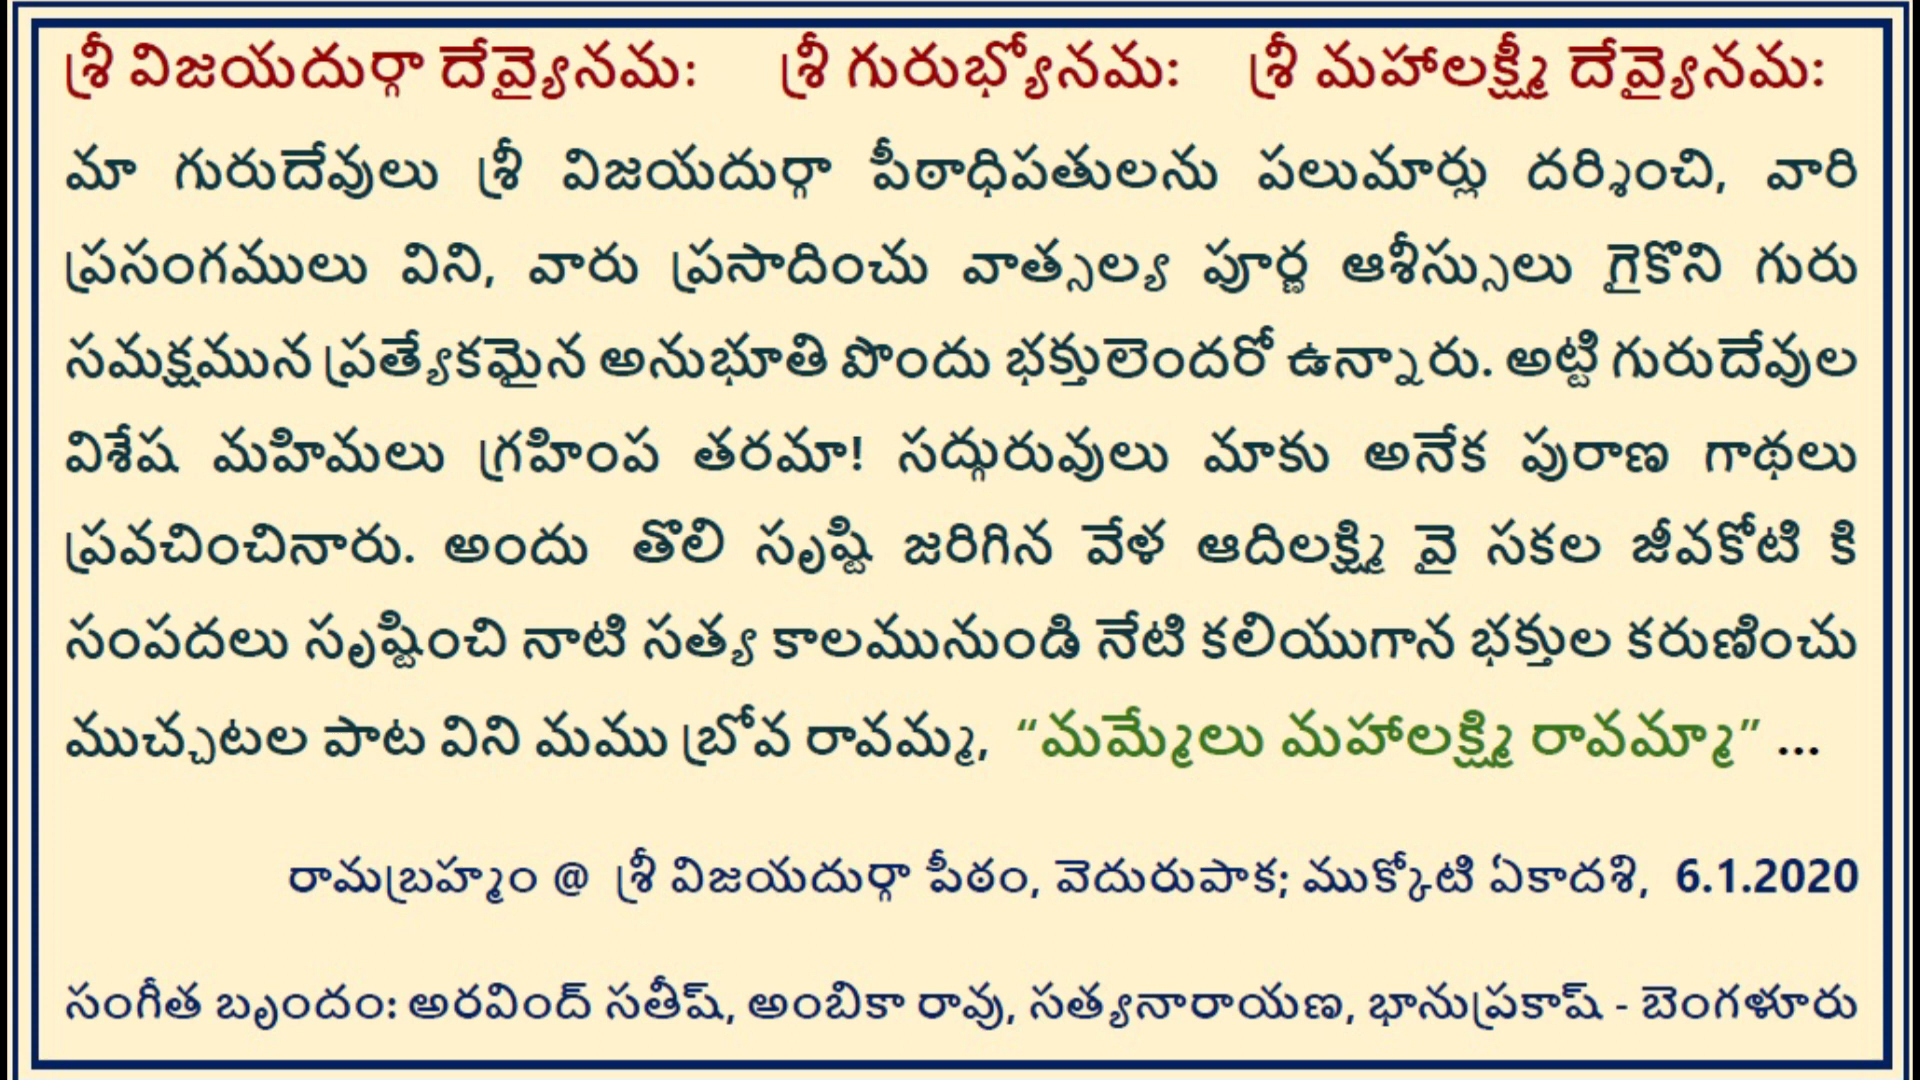 శ్రీ విజయదుర్గా దేవ్యైనమ: శ్రీ గురుభ్యోనమ: శ్రీ మహాలక్ష్మీ దేవ్యైనమ:
మా గురుదేవులు శ్రీ విజయదుర్గా పీఠాధిపతులను పలుమార్లు దర్శించి, వారి
ప్రసంగములు విని, వారు ప్రసాదించు వాత్సల్య పూర్ణ ఆశీస్సులు గైకొని గురు
సమక్షమున ప్రత్యేకమైన అనుభూతి పొందు భక్తులెందరో ఉన్నారు. అట్టి గురుదేవుల
విశేష మహిమలు గ్రహింప తరమా! సద్గురువులు మాకు అనేక పురాణ గాథలు
ప్రవచించినారు. అందు తొలి సృష్టి జరిగిన వేళ ఆదిలక్ష్మి వై సకల జీవకోటి కి
సంపదలు సృష్టించి నాటి సత్య కాలమునుండి నేటి కలియుగాన భక్తుల కరుణించు
ముచ్చటల పాట విని మము బ్రోవ రావమ్మ, “మమ్మేలు మహాలక్ష్మి రావమ్మా” ...
రామబ్రహ్మం @ శ్రీ విజయదుర్గా పీఠం, వెదురుపాక; ముక్కోటి ఏకాదశి, 6.1.2020
సంగీత బృందం: అరవింద్ సతీష్, అంబికా రావు, సత్యనారాయణ, భానుప్రకాష్ - బెంగళూరు